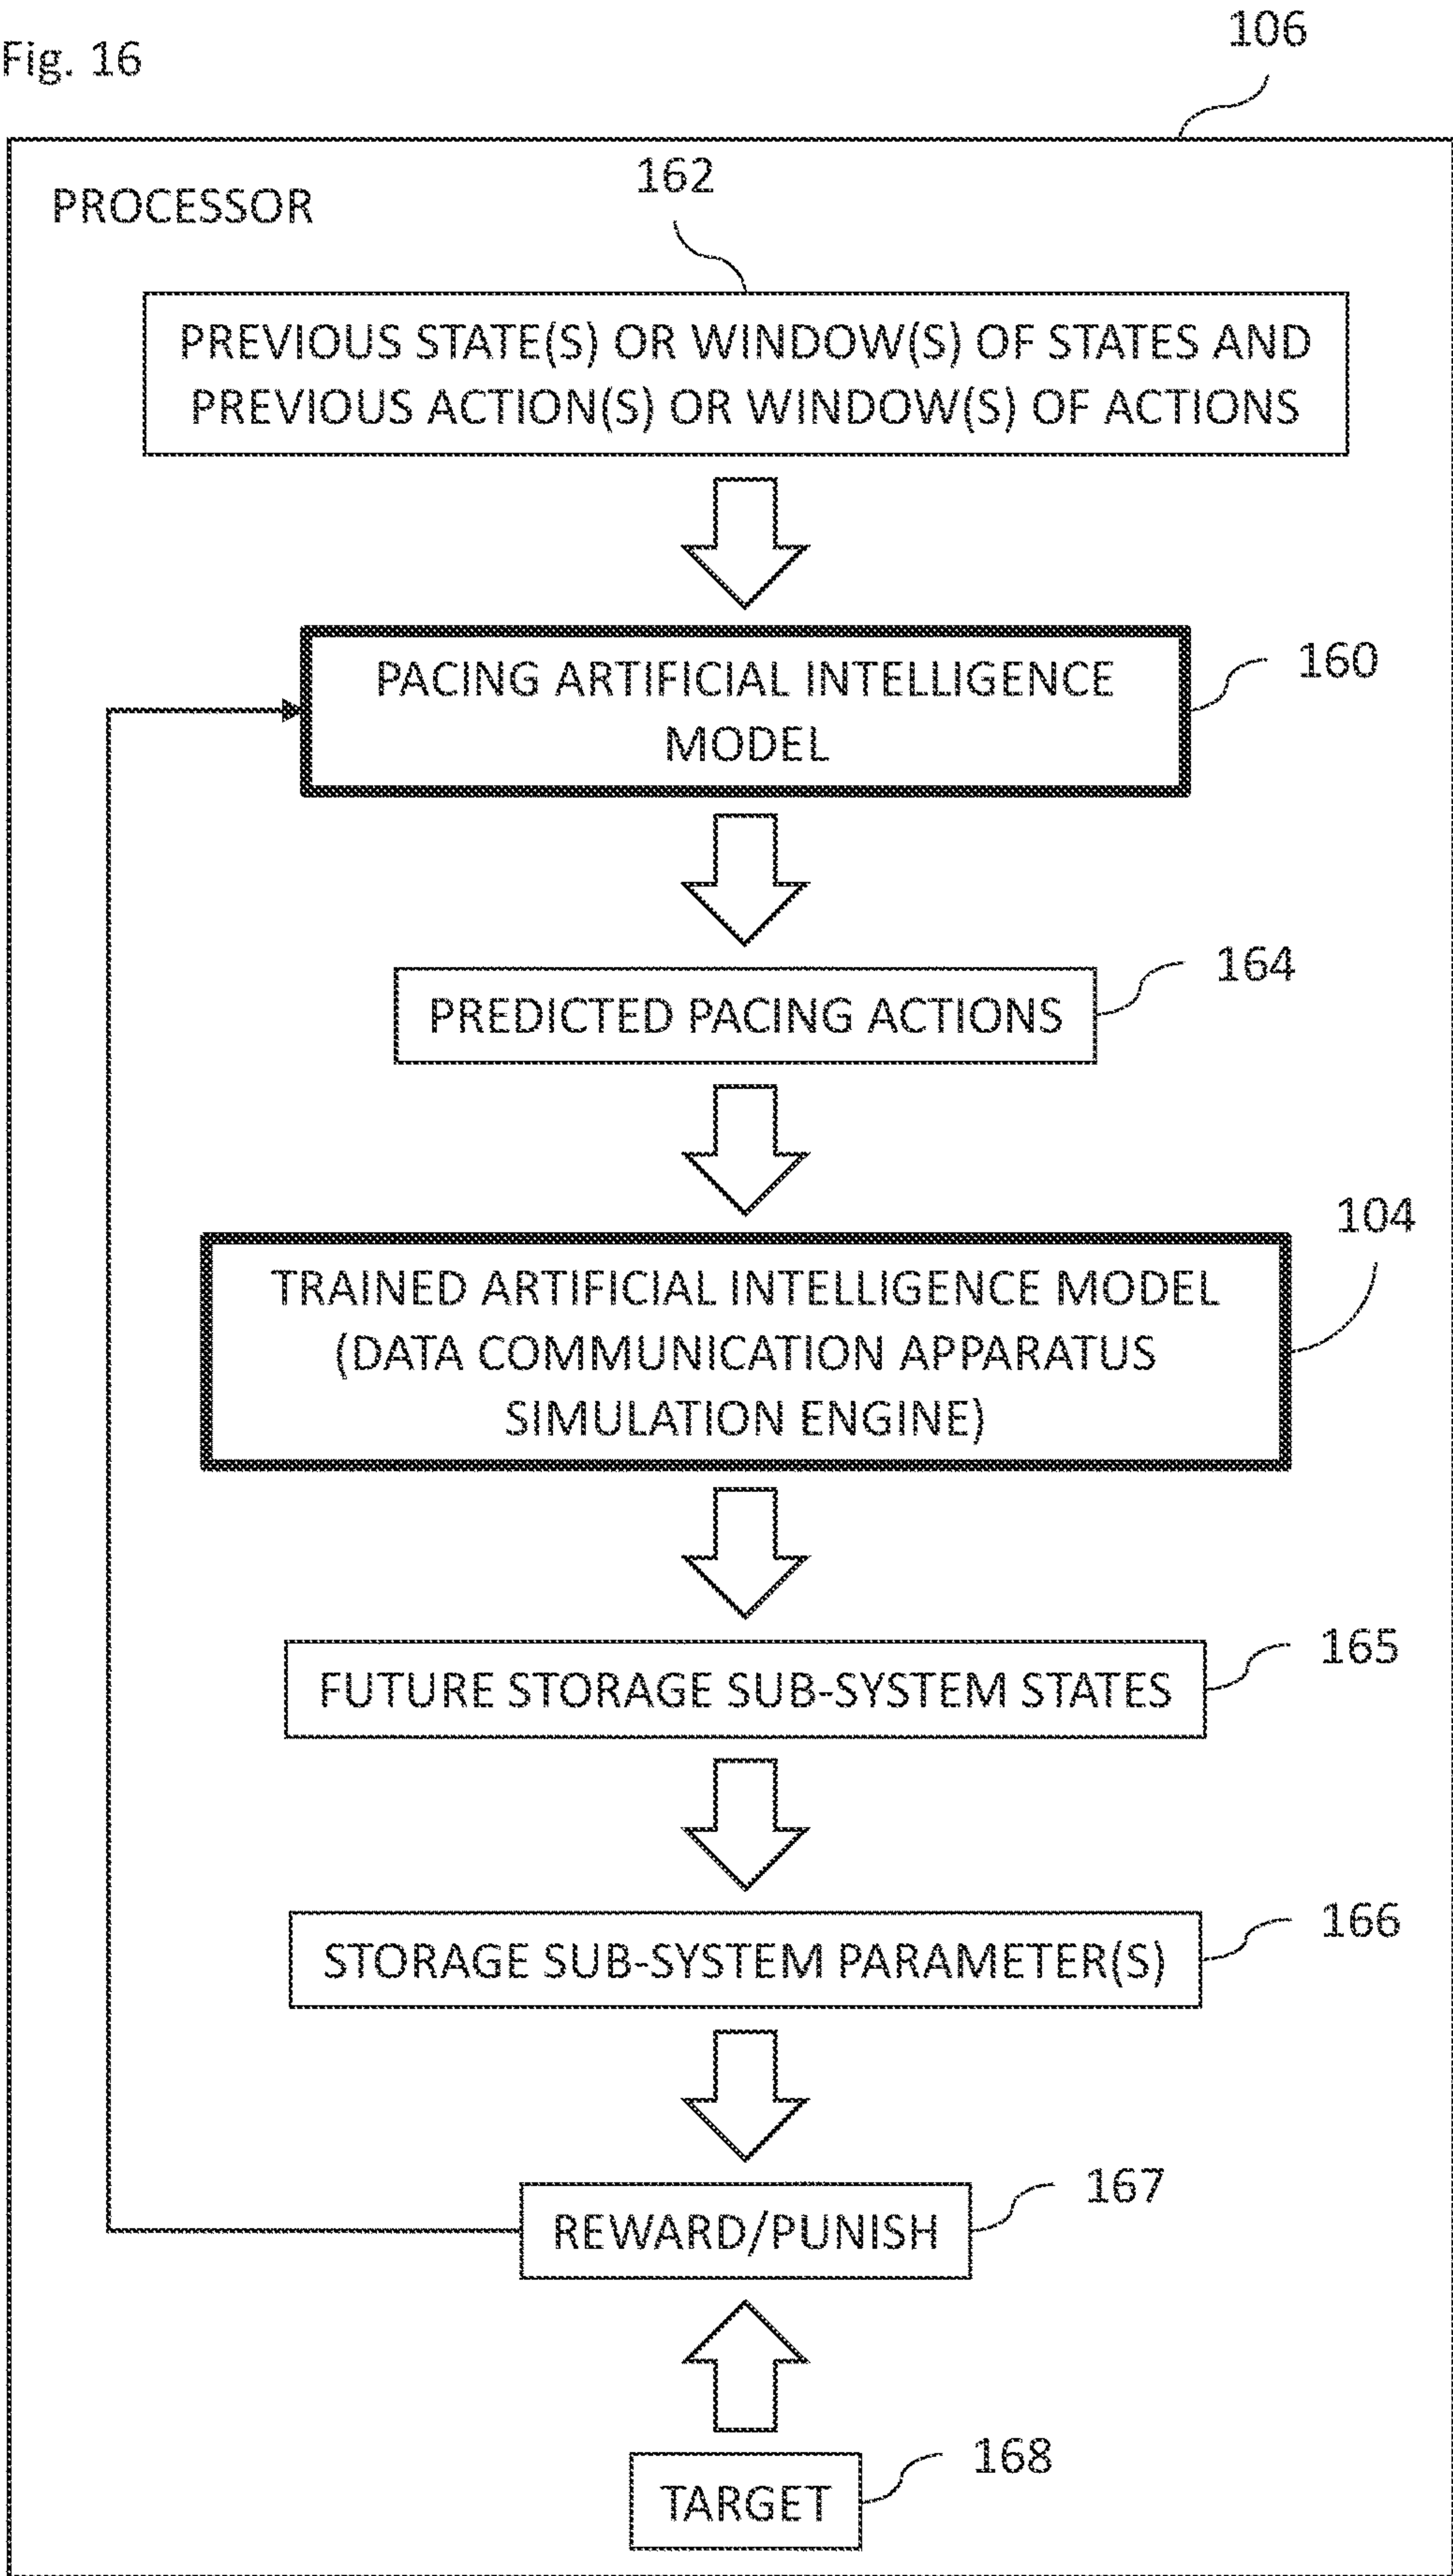 Fig. 16
106
PROCESSOR
162
PREVIOUS STATE(S) OR WINDOW(S) OF STATES AND
PREVIOUS ACTION(S) OR WINDOW(S) OF ACTIONS
PACING ARTIFICIAL INTELLIGENCE
MODEL
160
164
PREDICTED PACING ACTIONS
104
TRAINED ARTIFICIAL INTELLIGENCE MODEL
(DATA COMMUNICATION APPARATUS
SIMULATION ENGINE)
165
FUTURE STORAGE SUB-SYSTEM STATES
166
STORAGE SUB-SYSTEM PARAMETER(S)
167
REWARD/PUNISH
168
TARGET